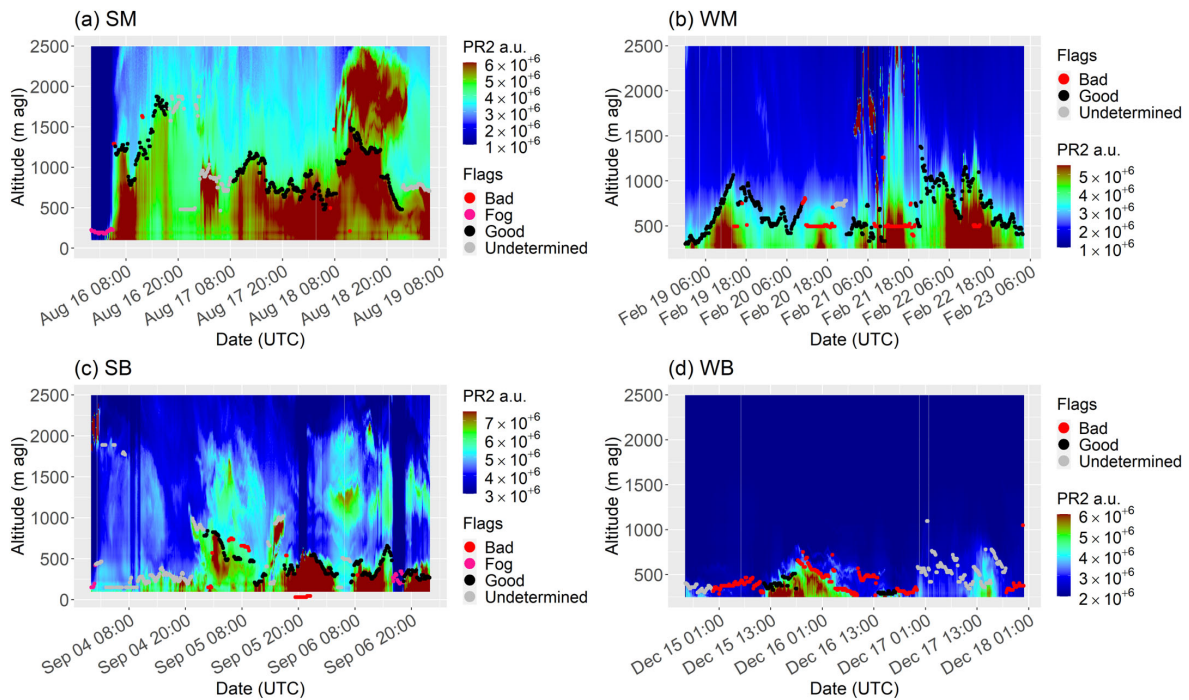 (a) SM
Altitude (m agl)
2500
2000
1500
1000
500
0
Aug 16 08:00
Aug 16 20:00
Aug 17 08:00
Aug 17 20:00
Aug 18 08:00
Aug 18 20:00
Aug 19 08:00
Date (UTC)
PR2 a.u.
6 × 10⁺⁶
5 × 10⁺⁶
4 × 10⁺⁶
3 × 10⁺⁶
2 × 10⁺⁶
1 × 10⁺⁶
Flags
Bad
Fog
Good
Undetermined
(b) WM
Altitude (m agl)
2500
2000
1500
1000
500
0
Feb 19 06:00
Feb 19 18:00
Feb 20 06:00
Feb 20 18:00
Feb 21 06:00
Feb 21 18:00
Feb 22 06:00
Feb 22 18:00
Feb 23 06:00
Date (UTC)
Flags
Bad
Good
Undetermined
PR2 a.u.
5 × 10⁺⁶
4 × 10⁺⁶
3 × 10⁺⁶
2 × 10⁺⁶
1 × 10⁺⁶
(c) SB
Altitude (m agl)
2500
2000
1500
1000
500
0
Sep 04 08:00
Sep 04 20:00
Sep 05 08:00
Sep 05 20:00
Sep 06 08:00
Sep 06 20:00
Date (UTC)
PR2 a.u.
7 × 10⁺⁶
6 × 10⁺⁶
5 × 10⁺⁶
4 × 10⁺⁶
3 × 10⁺⁶
Flags
Bad
Fog
Good
Undetermined
(d) WB
Altitude (m agl)
2500
2000
1500
1000
500
Dec 15 01:00
Dec 15 13:00
Dec 16 01:00
Dec 16 13:00
Dec 17 01:00
Dec 17 13:00
Dec 18 01:00
Date (UTC)
Flags
Bad
Good
Undetermined
PR2 a.u.
6 × 10⁺⁶
5 × 10⁺⁶
4 × 10⁺⁶
3 × 10⁺⁶
2 × 10⁺⁶